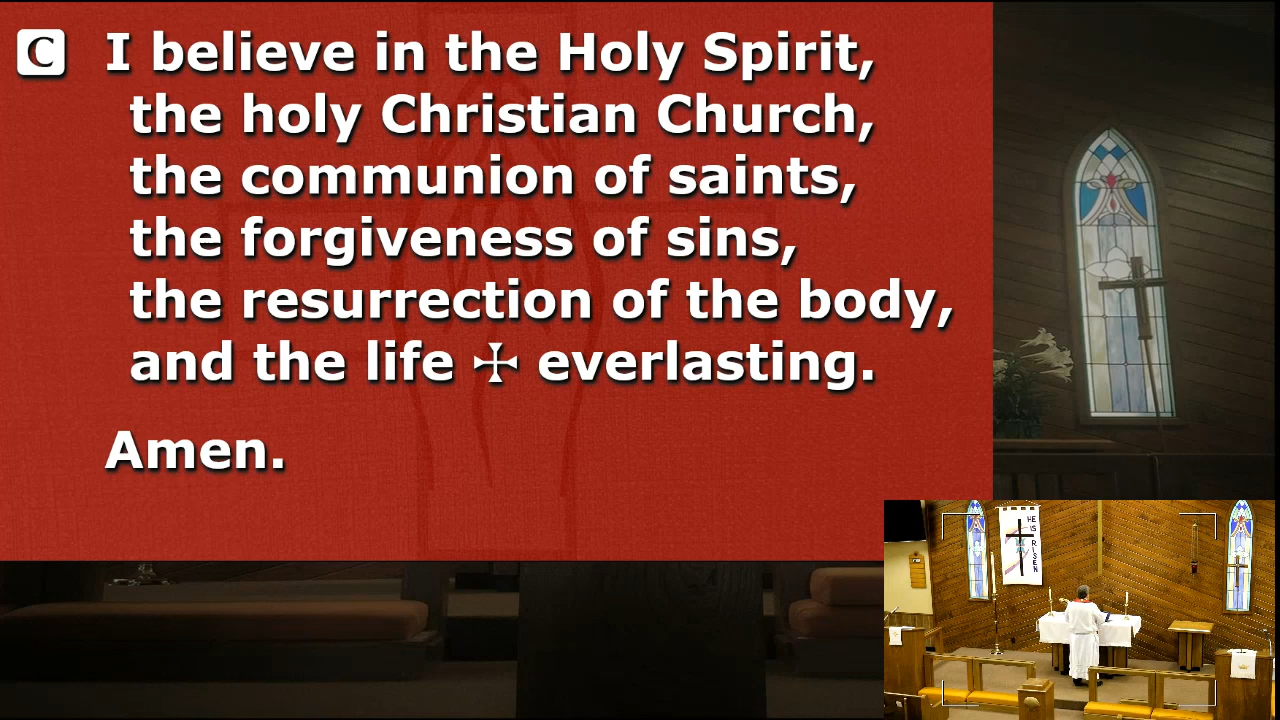 C I believe in the Holy Spirit,
the holy Christian Church,
the communion of saints,
the forgiveness of sins,
the resurrection of the body,
and the life ✠ everlasting.
Amen.
HE
IS
RISEN